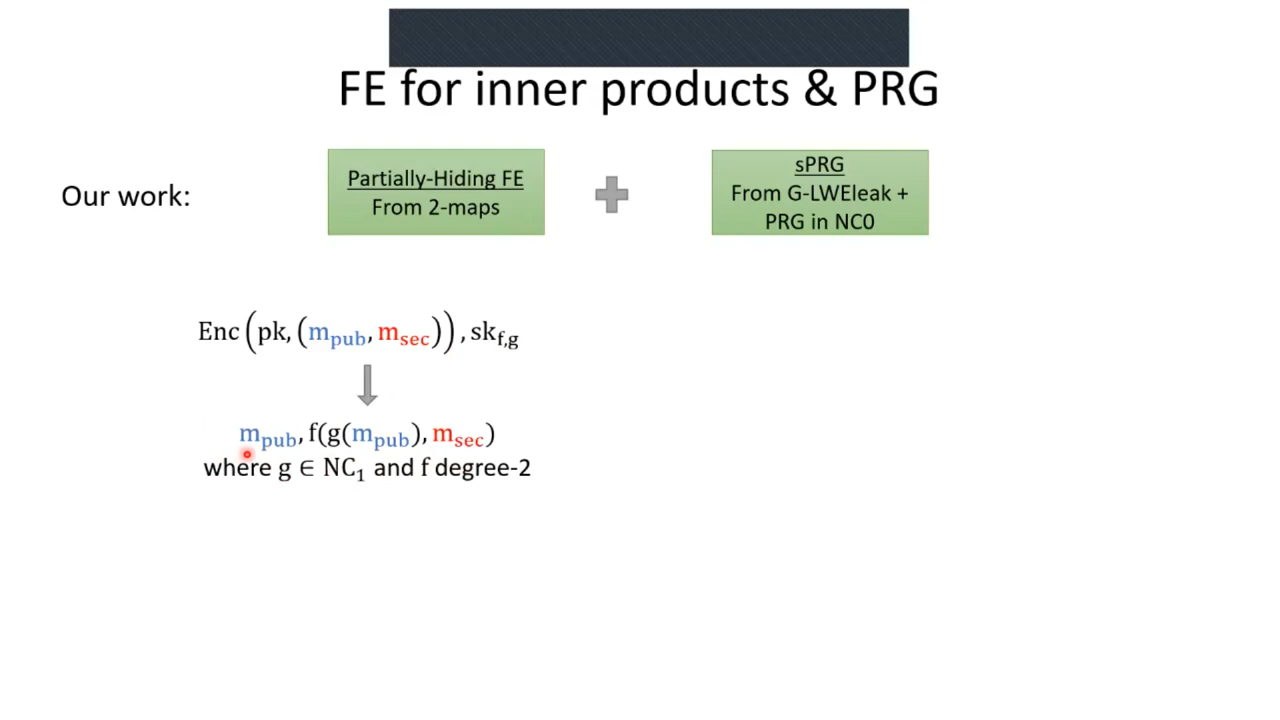 FE for inner products & PRG
Our work:
Partially-Hiding FE
From 2-maps
sPRG
From G-LWEleak +
PRG in NC0
Enc(pk, (m_pub, m_sec)), sk_f,g
m_pub, f(g(m_pub), m_sec)
where g ∈ NC₁ and f degree-2